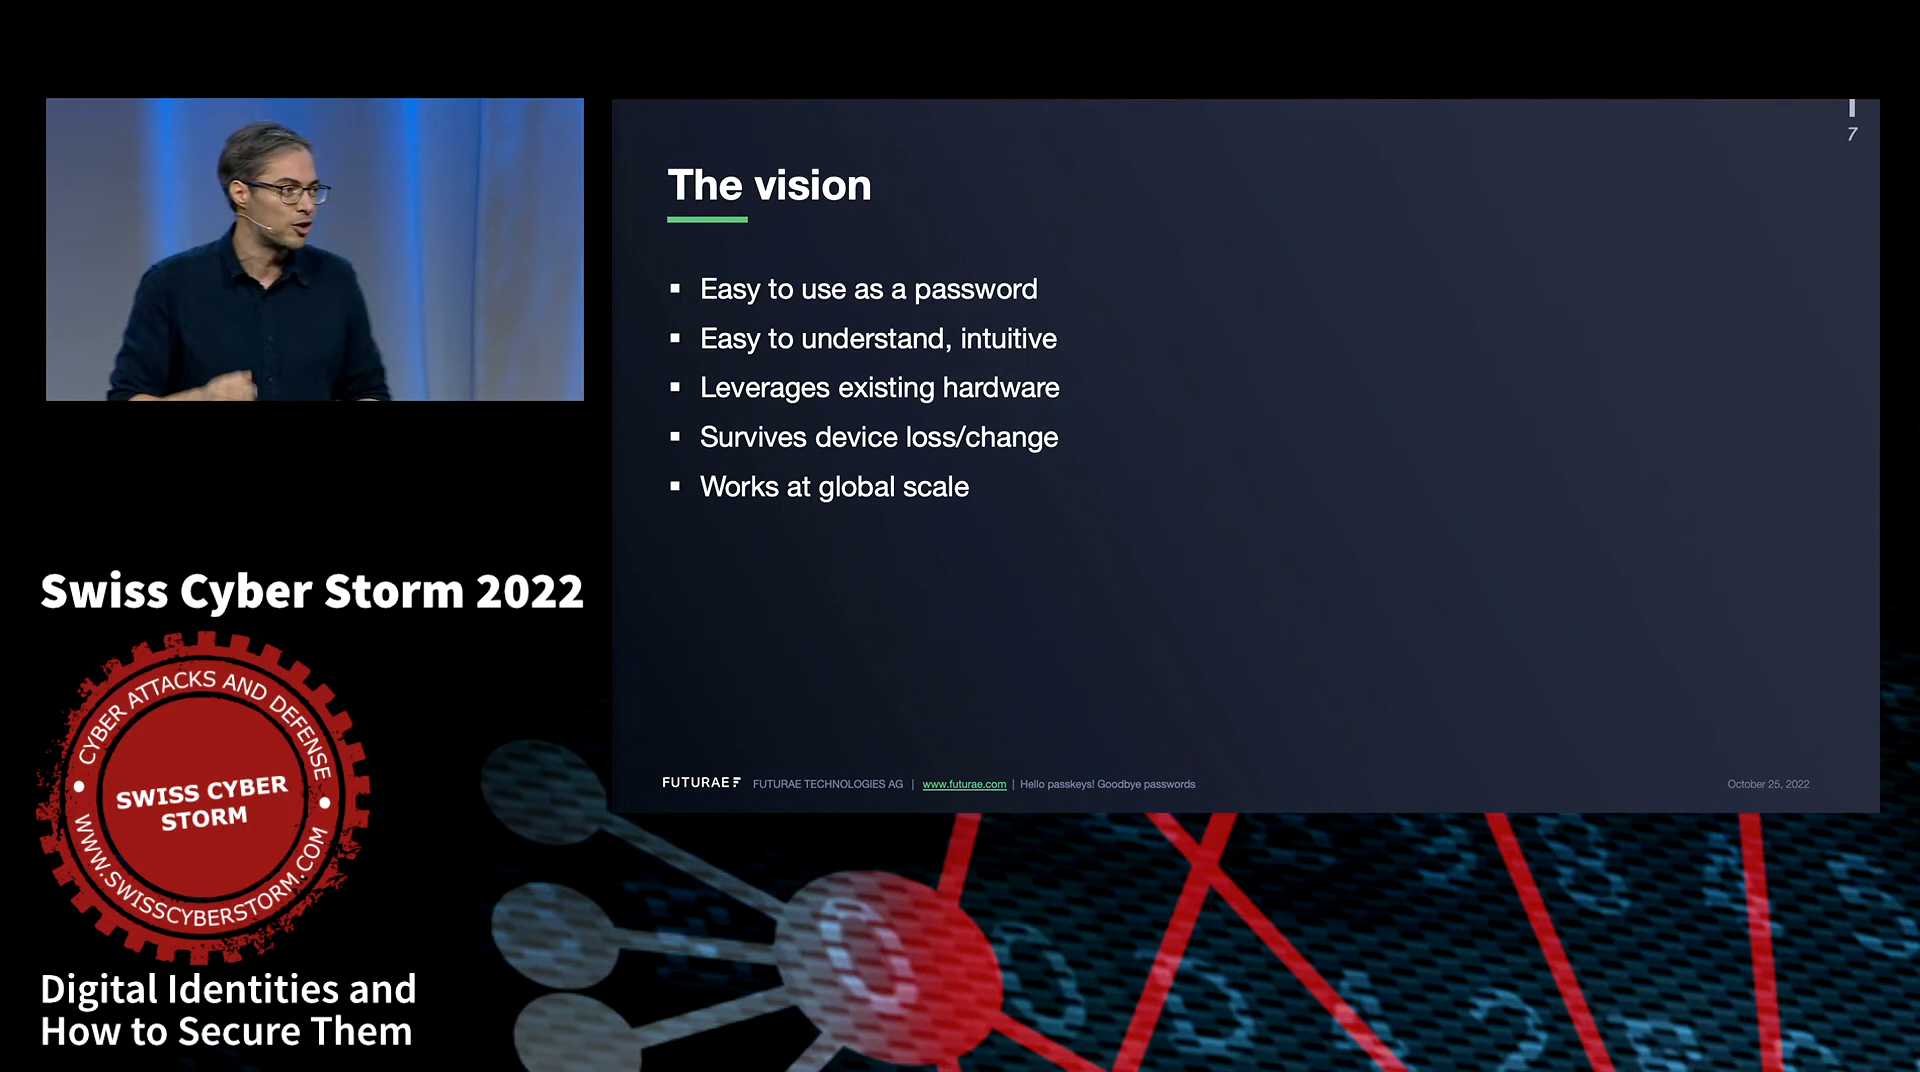 7
The vision
▪ Easy to use as a password
▪ Easy to understand, intuitive
▪ Leverages existing hardware
▪ Survives device loss/change
▪ Works at global scale
FUTURAE FUTURAE TECHNOLOGIES AG | www.futurae.com | Hello passkeys! Goodbye passwords
October 25, 2022
Swiss Cyber Storm 2022
CYBER ATTACKS AND DEFENSE
SWISS CYBER
STORM
WWW.SWISSCYBERSTORM.COM
Digital Identities and
How to Secure Them